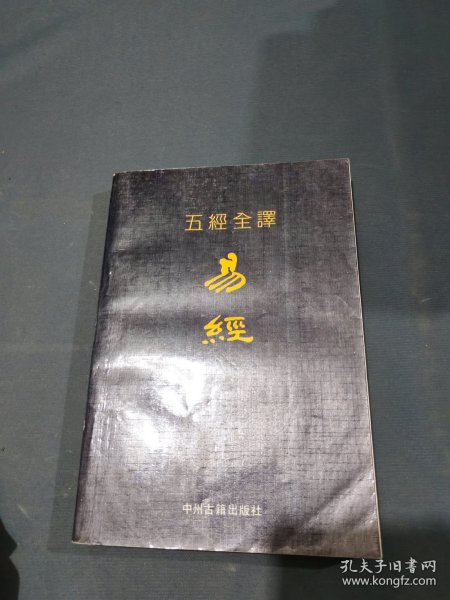 五經全譯
易
經
中州古籍出版社
孔夫子旧书网
www.kongfz.com